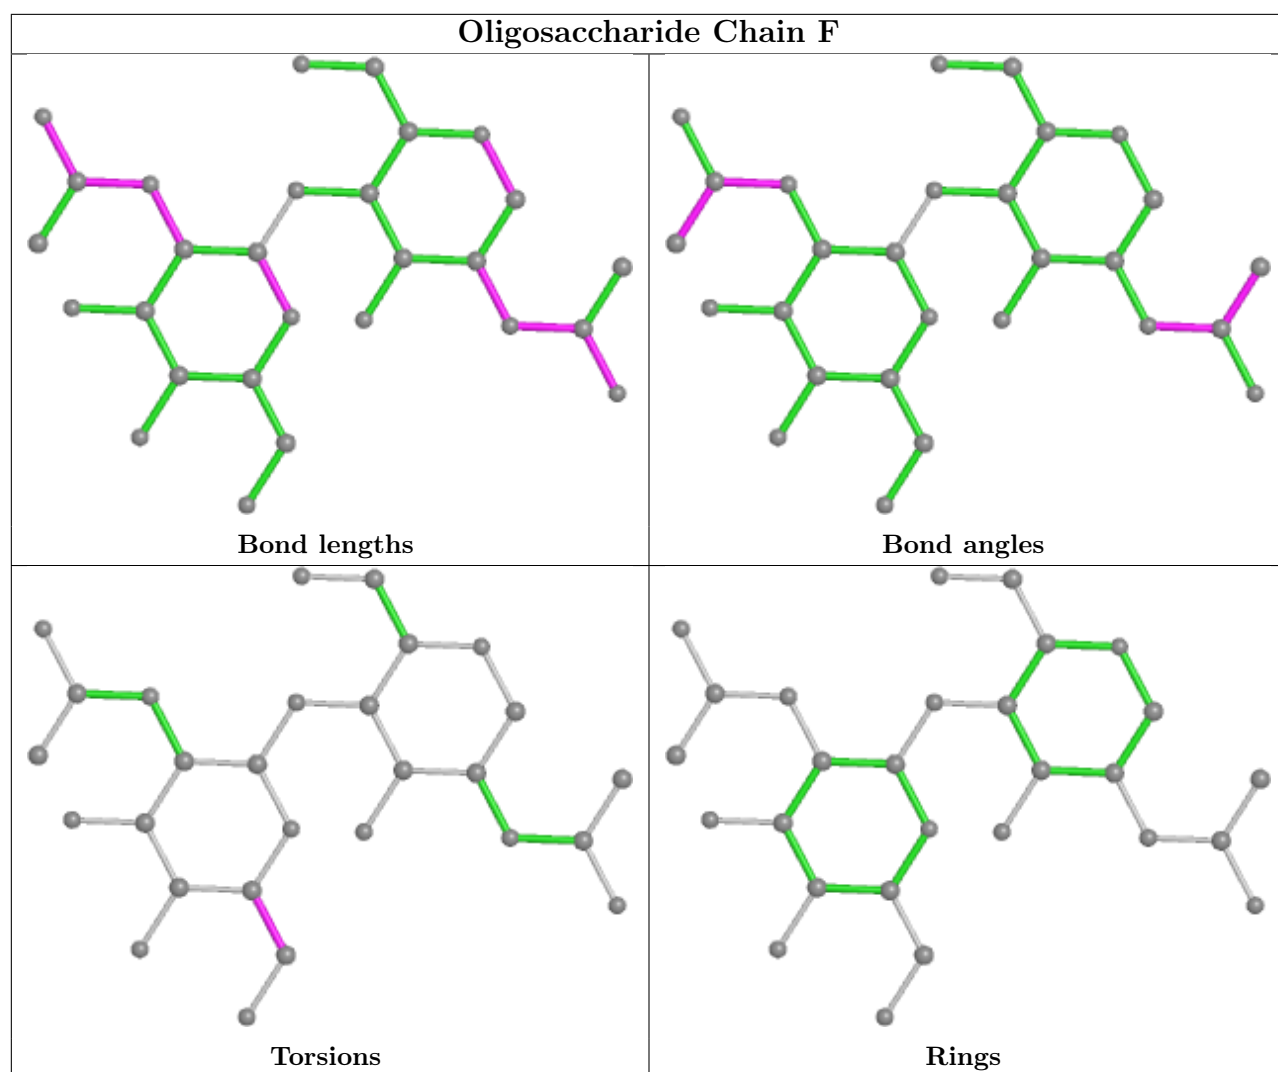 Oligosaccharide Chain F
Bond lengths
Bond angles
Torsions
Rings